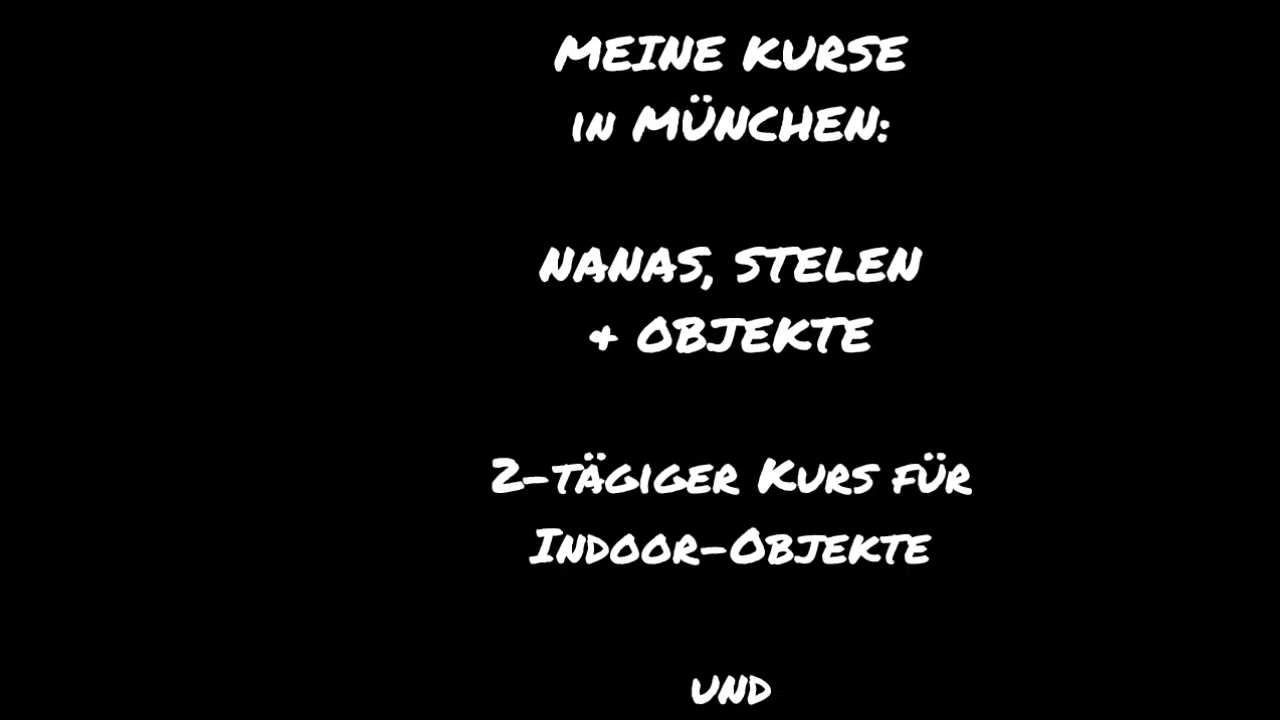 MEINE KURSE
in MÜNCHEN:
NANAS, STELEN
& OBJEKTE
2-tägiger Kurs für
Indoor-Objekte
und